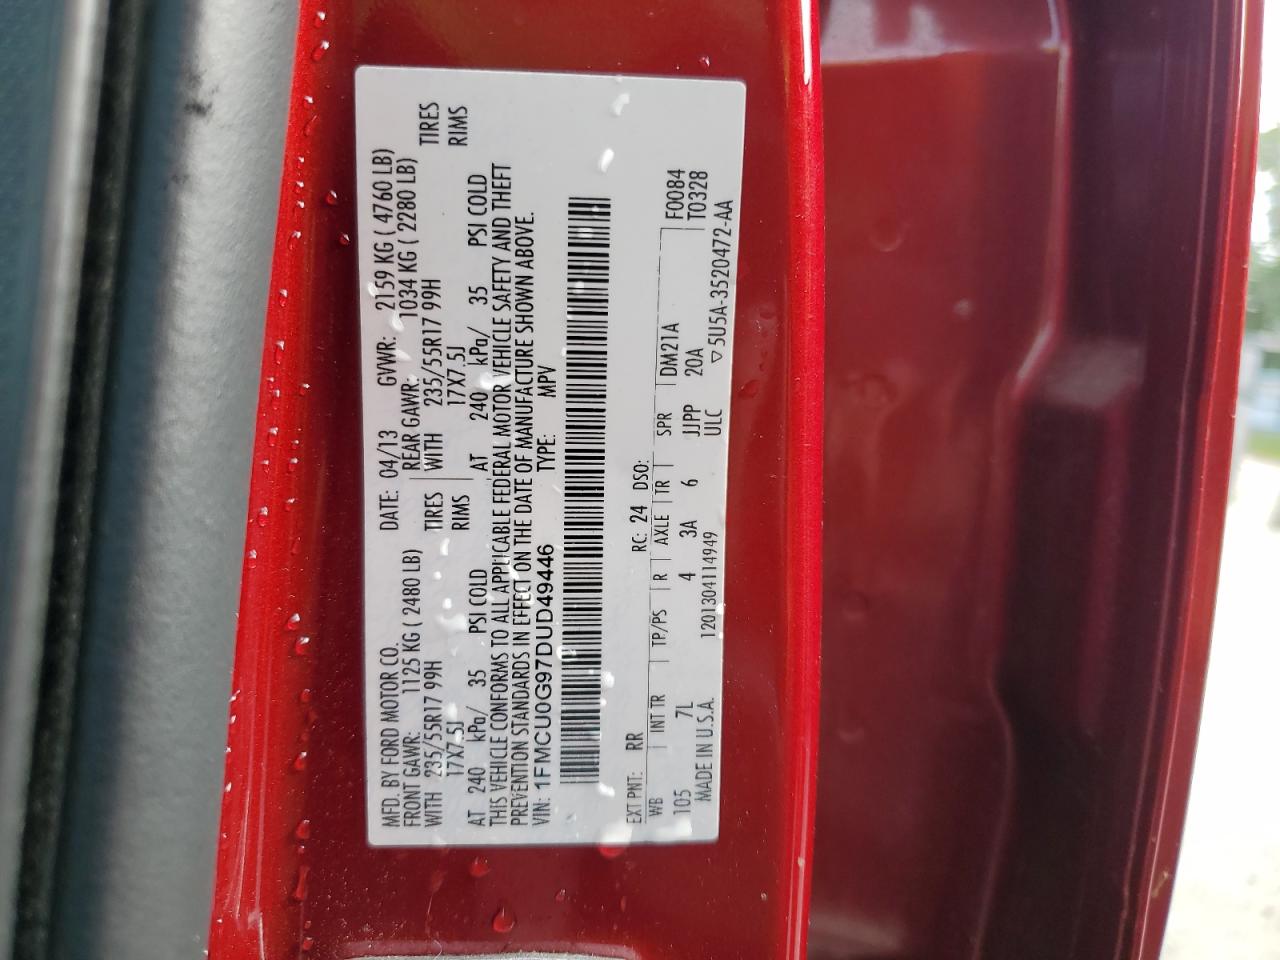 MFD. BY FORD MOTOR CO.
DATE: 04/13 GVWR: 2159 KG ( 4760 LB)
FRONT GAWR: 1125 KG ( 2480 LB) REAR GAWR: 1034 KG ( 2280 LB)
WITH 235/55R17 99H TIRES WITH 235/55R17 99H TIRES
17X7.5J RIMS 17X7.5J RIMS
AT 240 kPa/ 35 PSI COLD AT 240 kPa/ 35 PSI COLD
THIS VEHICLE CONFORMS TO ALL APPLICABLE FEDERAL MOTOR VEHICLE SAFETY AND THEFT
PREVENTION STANDARDS IN EFFECT ON THE DATE OF MANUFACTURE SHOWN ABOVE.
VIN: 1FMCU0G97DUD49446 TYPE: MPV
EXT PNT: RR RC: 24 DSO:
WB INT TR TP/PS R AXLE TR SPR DM21A F0084
105 7L 4 3A 6 JJPP 20A T0328
MADE IN U.S.A. 1201304114949 ULC ▽5U5A-3520472-AA